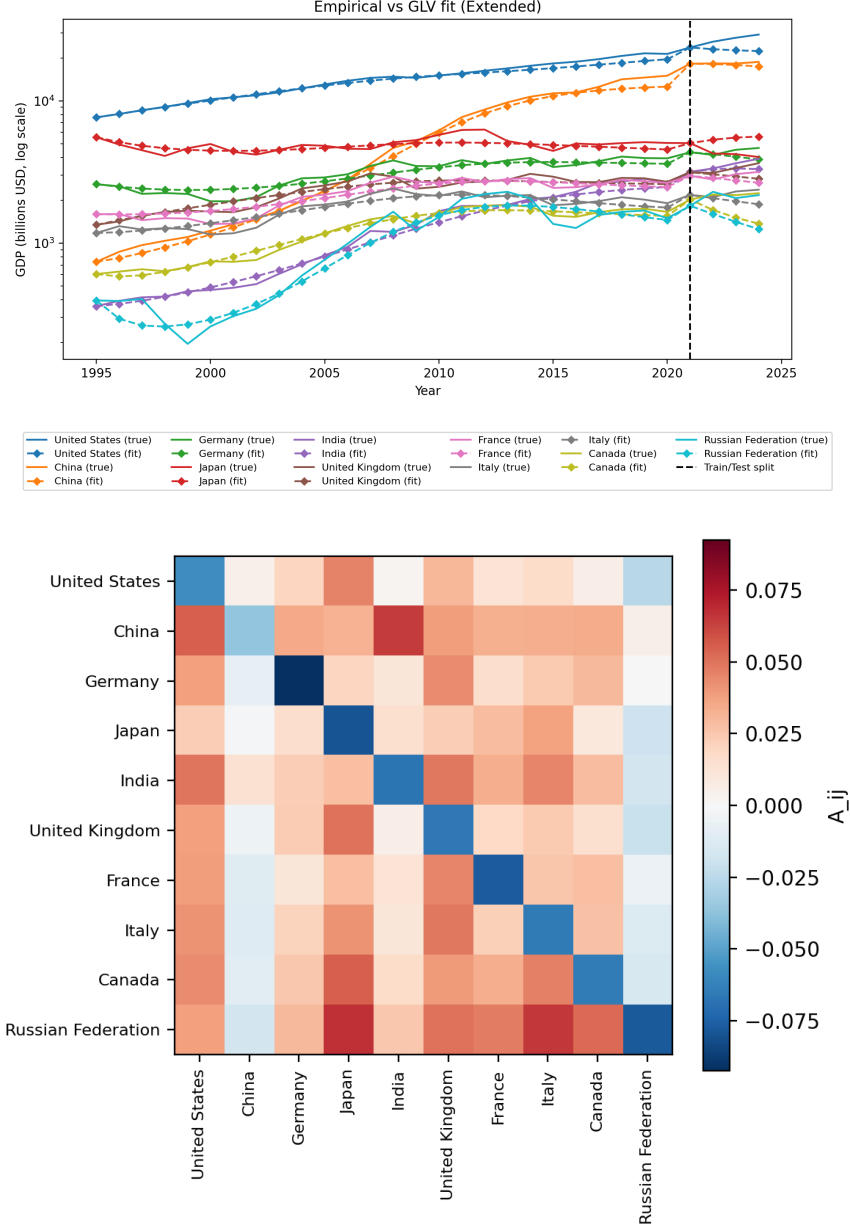 Empirical vs GLV fit (Extended)
GDP (billions USD, log scale)
10⁴
10³
1995 2000 2005 2010 2015 2020 2025
Year
United States (true) Germany (true) India (true) France (true) Italy (fit) Russian Federation (true)
United States (fit) Germany (fit) India (fit) France (fit) Canada (true) Russian Federation (fit)
China (true) Japan (true) United Kingdom (true) Italy (true) Canada (fit) Train/Test split
China (fit) Japan (fit) United Kingdom (fit)
United States
China
Germany
Japan
India
United Kingdom
France
Italy
Canada
Russian Federation
United States
China
Germany
Japan
India
United Kingdom
France
Italy
Canada
Russian Federation
0.075
0.050
0.025
0.000
−0.025
−0.050
−0.075
A_ij